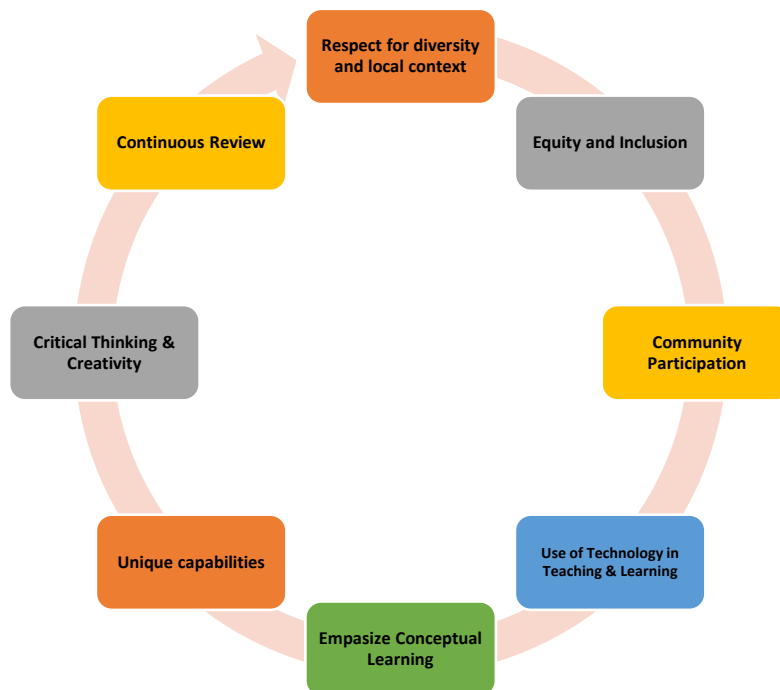 Respect for diversity
and local context
Equity and Inclusion
Community
Participation
Use of Technology in
Teaching & Learning
Empasize Conceptual
Learning
Unique capabilities
Critical Thinking &
Creativity
Continuous Review